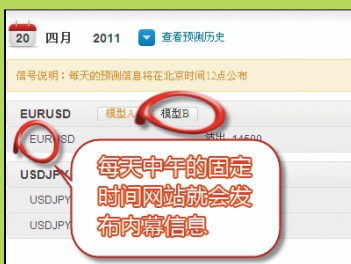 20 四月 2011 查看预测历史
信号说明：每天的预测信息将在北京时间12点公布
EURUSD 模型A 模型B
EURUSD 14500
USDJPY
USDJPY
USDJPY
每天中午的固定
时间网站就会发
布内幕信息